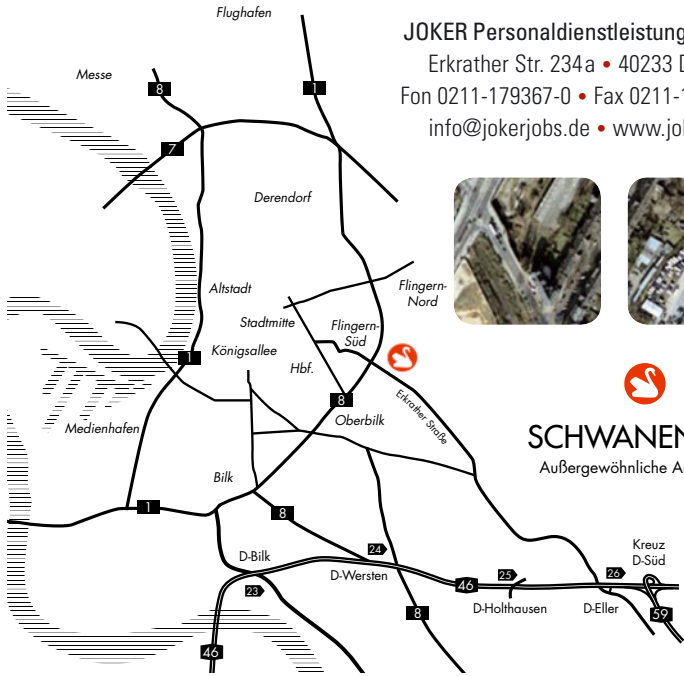 JOKER Personaldienstleistung
Erkrather Str. 234a • 40233 D
Fon 0211-179367-0 • Fax 0211-1
info@jokerjobs.de • www.jo
Flughafen
Messe
8
1
7
Derendorf
Altstadt
Flingern-
Nord
Stadtmitte
Flingern-
Süd
Königsallee
1
Hbf.
8
Erkrather Straße
Medienhafen
Oberbilk
SCHWANEN
Außergewöhnliche A
Bilk
1
8
D-Bilk
24
D-Wersten
23
46
25
26
Kreuz
D-Süd
D-Holthausen
D-Eller
8
59
46